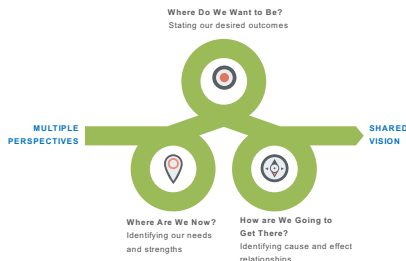 Where Do We Want to Be?
Stating our desired outcomes
MULTIPLE
PERSPECTIVES
SHARED
VISION
Where Are We Now?
Identifying our needs
and strengths
How are We Going to
Get There?
Identifying cause and effect
relationships